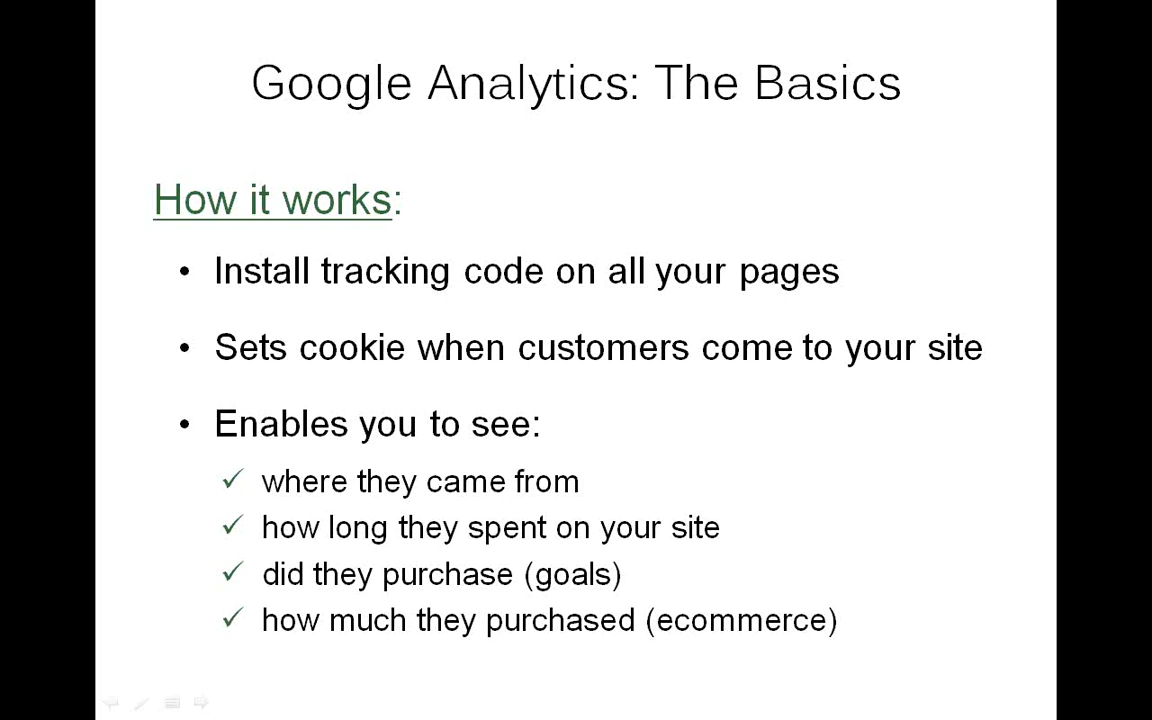 Google Analytics: The Basics
How it works:
• Install tracking code on all your pages
• Sets cookie when customers come to your site
• Enables you to see:
✓ where they came from
✓ how long they spent on your site
✓ did they purchase (goals)
✓ how much they purchased (ecommerce)